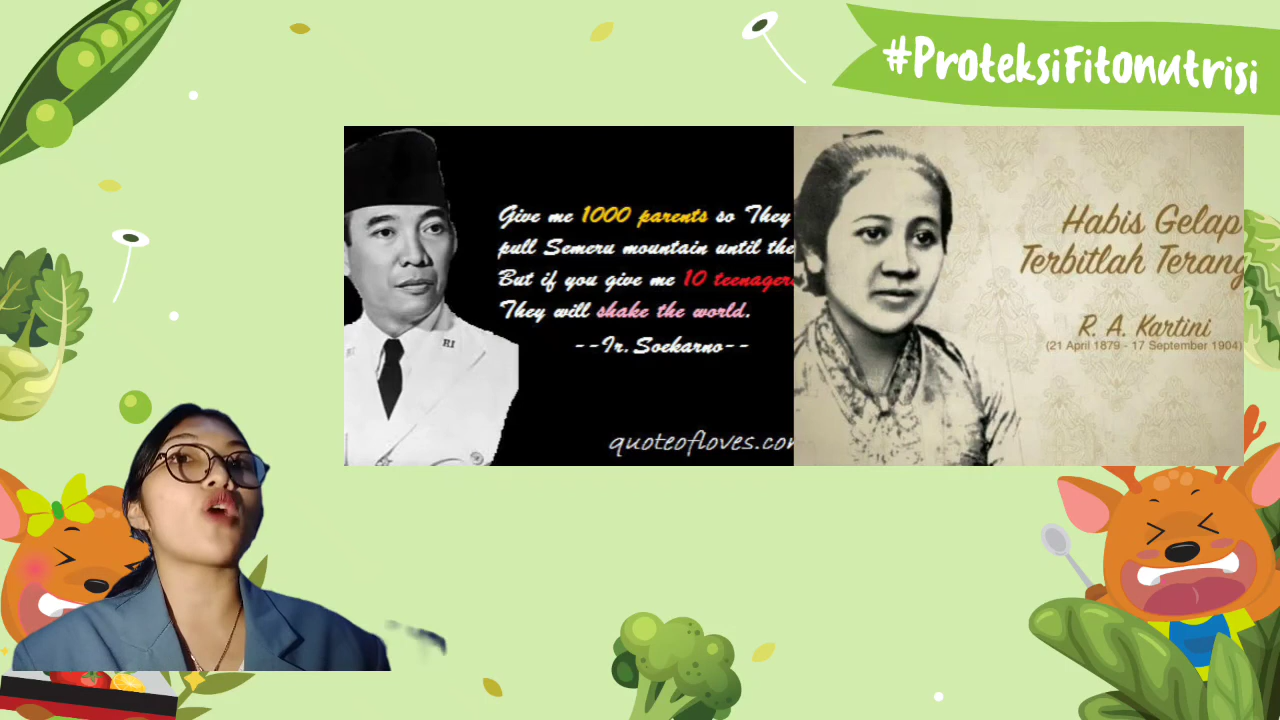 #ProteksiFitonutrisi
Give me 1000 parents so They
pull Semeru mountain until the
But if you give me 10 teenager
They will shake the world.
--Ir. Soekarno--
RI
quoteofloves.com
Habis Gelap
Terbitlah Terang
R. A. Kartini
(21 April 1879 - 17 September 1904)